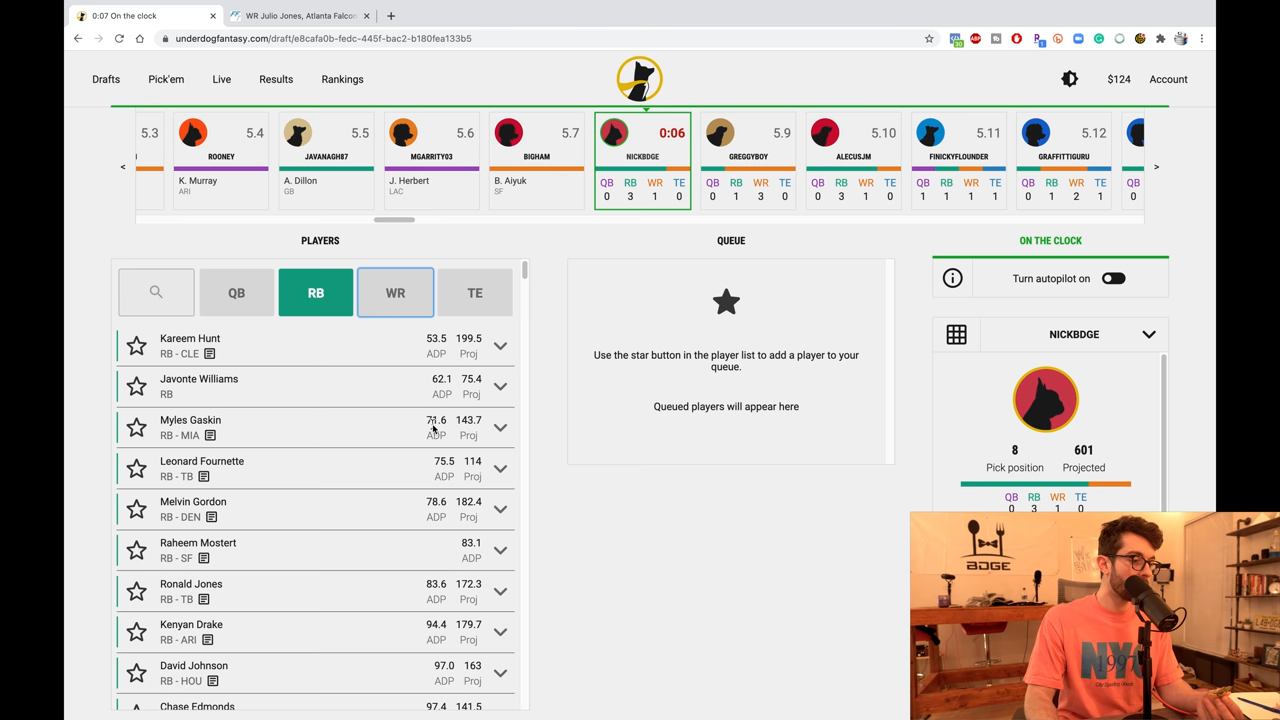 0:07 On the clock
WR Julio Jones, Atlanta Falcon
underdogfantasy.com/draft/e8cafa0b-fedc-445f-bac2-b180fea133b5
Drafts Pick'em Live Results Rankings $124 Account
5.3 5.4 5.5 5.6 5.7 0:06 5.9 5.10 5.11 5.12
ROONEY JAVANAGH87 MGARRITY03 BIGHAM NICKBDGE GREGGYBOY ALECUSJM FINICKYFLOUNDER GRAFFITIGURU
K. Murray A. Dillon J. Herbert B. Aiyuk QB RB WR TE QB RB WR TE QB RB WR TE QB RB WR TE QB RB WR TE QB
ARI GB LAC SF 0 3 1 0 0 1 3 0 0 3 1 0 1 1 1 1 0 1 2 1 0
< >
PLAYERS QUEUE ON THE CLOCK
QB RB WR TE
Turn autopilot on
Kareem Hunt 53.5 199.5
RB - CLE ADP Proj
Javonte Williams 62.1 75.4
RB ADP Proj
Myles Gaskin 71.6 143.7
RB - MIA ADP Proj
Leonard Fournette 75.5 114
RB - TB ADP Proj
Melvin Gordon 78.6 182.4
RB - DEN ADP Proj
Raheem Mostert 83.1
RB - SF ADP
Ronald Jones 83.6 172.3
RB - TB ADP Proj
Kenyan Drake 94.4 179.7
RB - ARI ADP Proj
David Johnson 97.0 163
RB - HOU ADP Proj
Chase Edmonds 97.4 141.5
Use the star button in the player list to add a player to your
queue.
Queued players will appear here
NICKBDGE
8 601
Pick position Projected
QB RB WR TE
0 3 1 0
BDGE
NYC
1997